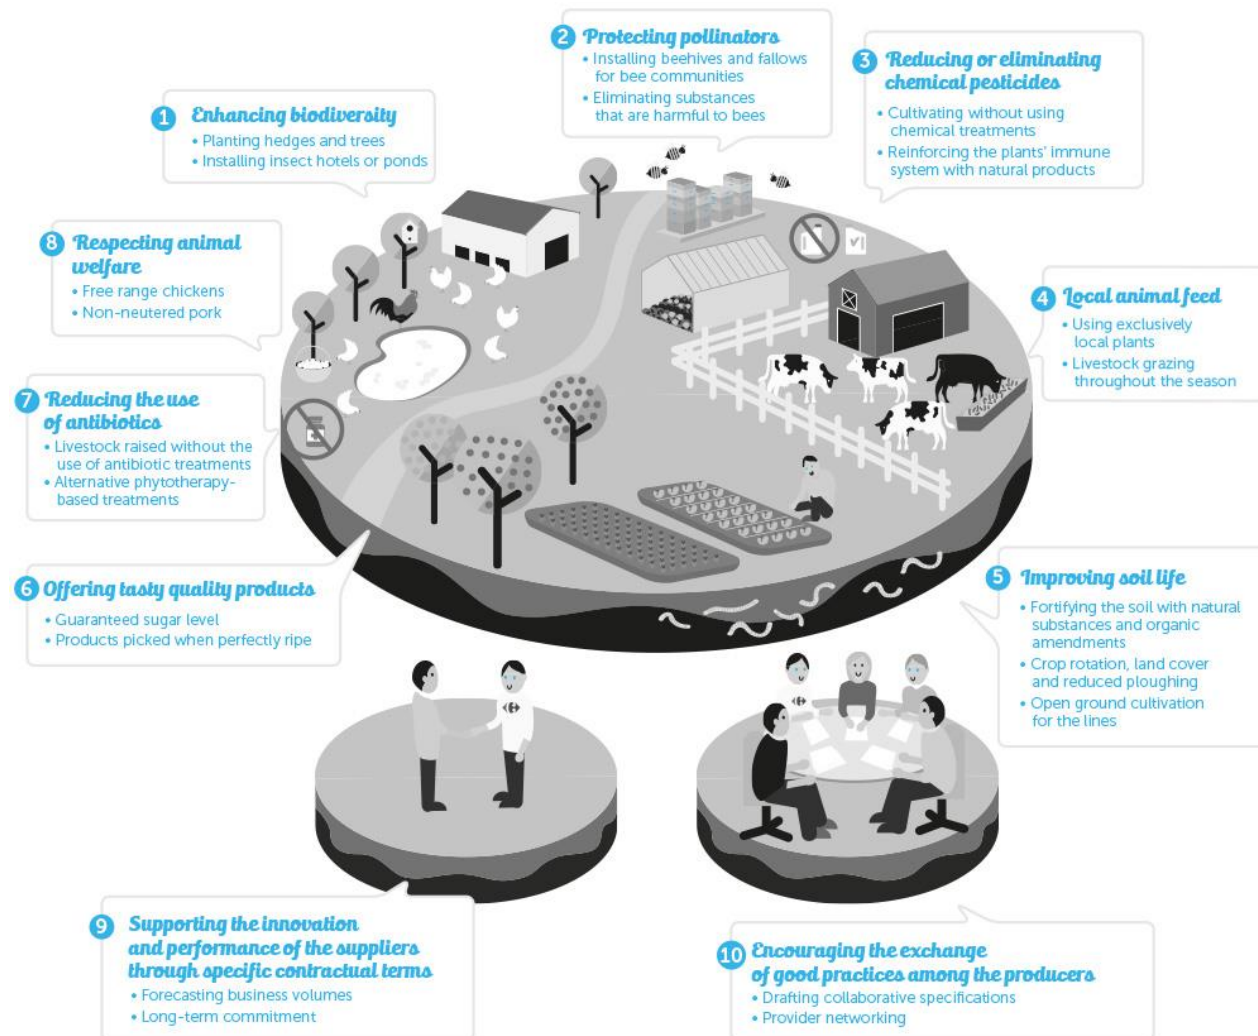 1 Enhancing biodiversity
• Planting hedges and trees
• Installing insect hotels or ponds
2 Protecting pollinators
• Installing beehives and fallows
for bee communities
• Eliminating substances
that are harmful to bees
3 Reducing or eliminating
chemical pesticides
• Cultivating without using
chemical treatments
• Reinforcing the plants' immune
system with natural products
4 Local animal feed
• Using exclusively
local plants
• Livestock grazing
throughout the season
5 Improving soil life
• Fortifying the soil with natural
substances and organic
amendments
• Crop rotation, land cover
and reduced ploughing
• Open ground cultivation
for the lines
6 Offering tasty quality products
• Guaranteed sugar level
• Products picked when perfectly ripe
7 Reducing the use
of antibiotics
• Livestock raised without the
use of antibiotic treatments
• Alternative phytotherapy-
based treatments
8 Respecting animal
welfare
• Free range chickens
• Non-neutered pork
9 Supporting the innovation
and performance of the suppliers
through specific contractual terms
• Forecasting business volumes
• Long-term commitment
10 Encouraging the exchange
of good practices among the producers
• Drafting collaborative specifications
• Provider networking